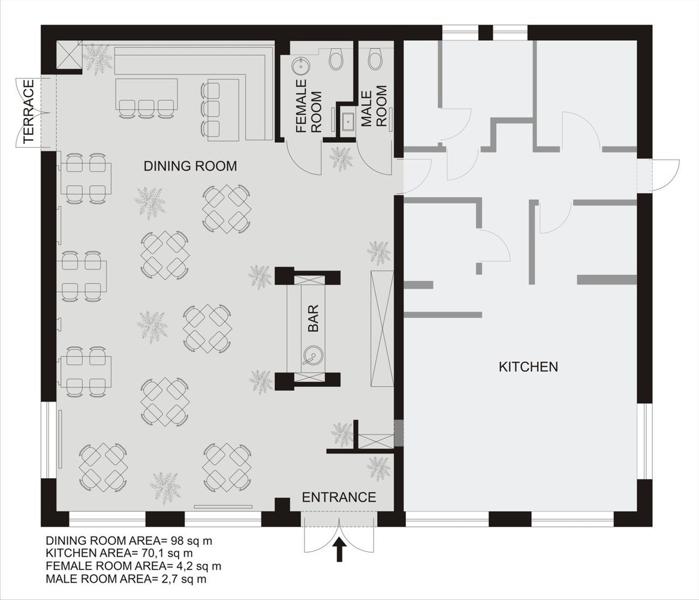 TERRACE
FEMALE
ROOM
MALE
ROOM
DINING ROOM
BAR
KITCHEN
ENTRANCE
DINING ROOM AREA= 98 sq m
KITCHEN AREA= 70,1 sq m
FEMALE ROOM AREA= 4,2 sq m
MALE ROOM AREA= 2,7 sq m